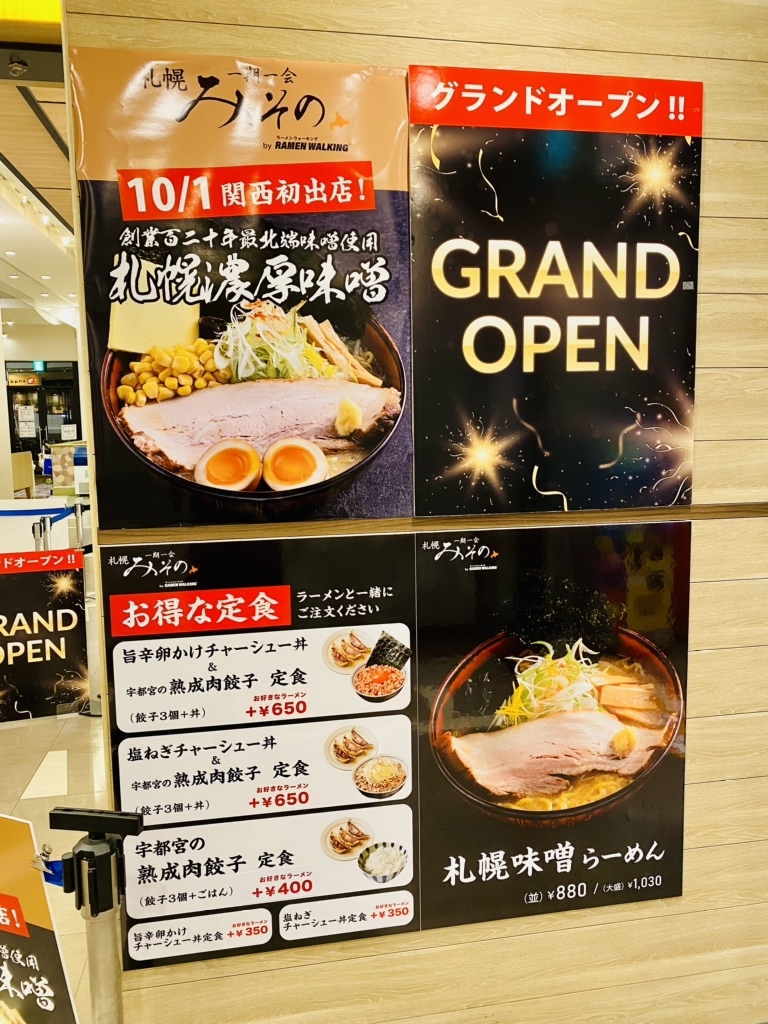 札幌
一期一会
みその
ラーメンウォーキング
by RAMEN WALKING
10/1 関西初出店!
創業百二十年最北端味噌使用
札幌濃厚味噌
グランドオープン!!
GRAND
OPEN
札幌
一期一会
みその
by RAMEN WALKING
お得な定食
ラーメンと一緒に
ご注文ください
旨辛卵かけチャーシュー丼
&
宇都宮の 熟成肉餃子 定食
(餃子3個+丼)
お好きなラーメン
+¥650
塩ねぎチャーシュー丼
&
宇都宮の 熟成肉餃子 定食
(餃子3個+丼)
お好きなラーメン
+¥650
宇都宮の
熟成肉餃子 定食
(餃子3個+ごはん)
お好きなラーメン
+¥400
旨辛卵かけ
チャーシュー丼定食
お好きなラーメン
+¥350
塩ねぎ
チャーシュー丼定食
お好きなラーメン
+¥350
札幌
一期一会
みその
by RAMEN WALKING
札幌味噌らーめん
(並) ¥880 / (大盛) ¥1,030
ランドオープン!!
RAND
OPEN
店!
噌使用
味噌